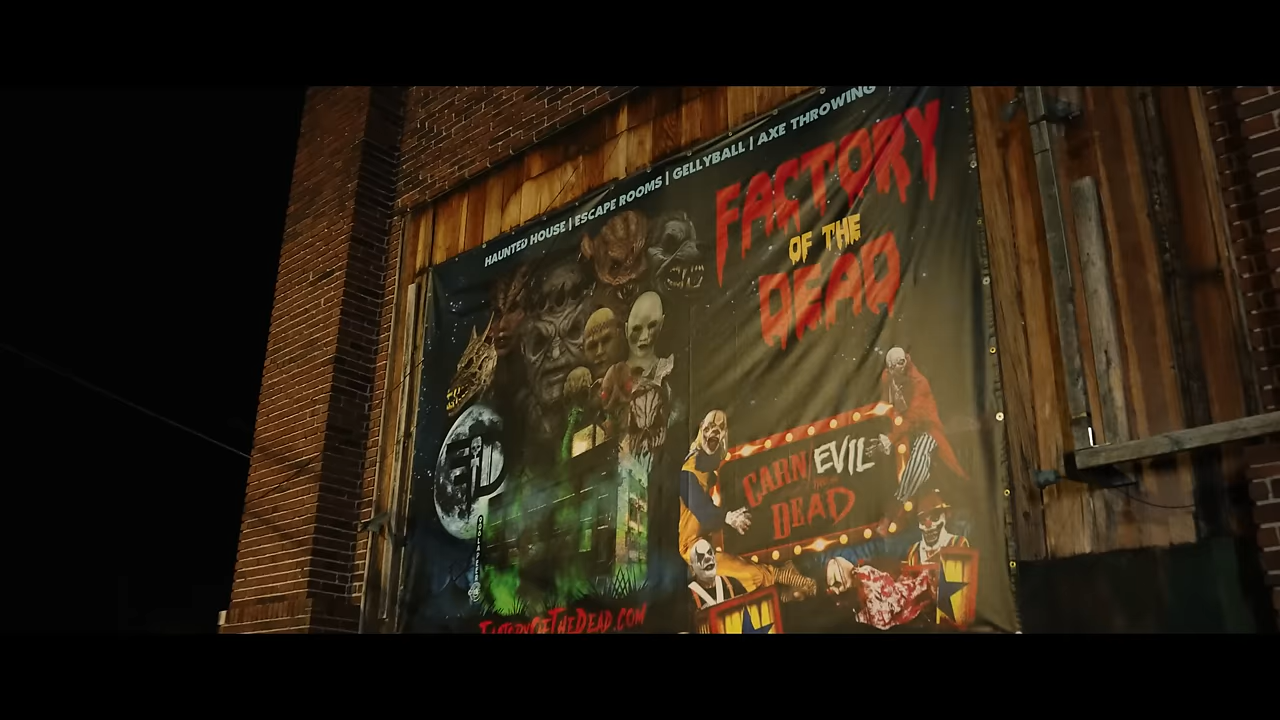 HAUNTED HOUSE | ESCAPE ROOMS | GELLYBALL | AXE THROWING
FACTORY
OF THE
DEAD
CARN/EVIL
DEAD
FACTORYOFTHEDEAD.COM